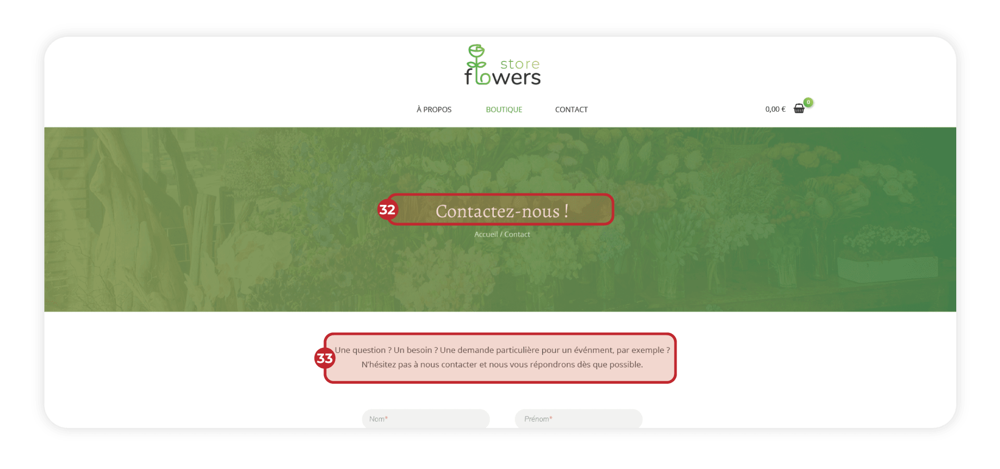 store
flowers
À PROPOS
BOUTIQUE
CONTACT
0,00 €
0
32
Contactez-nous !
Accueil / Contact
33
Une question ? Un besoin ? Une demande particulière pour un événment, par exemple ?
N'hésitez pas à nous contacter et nous vous répondrons dès que possible.
Nom*
Prénom*